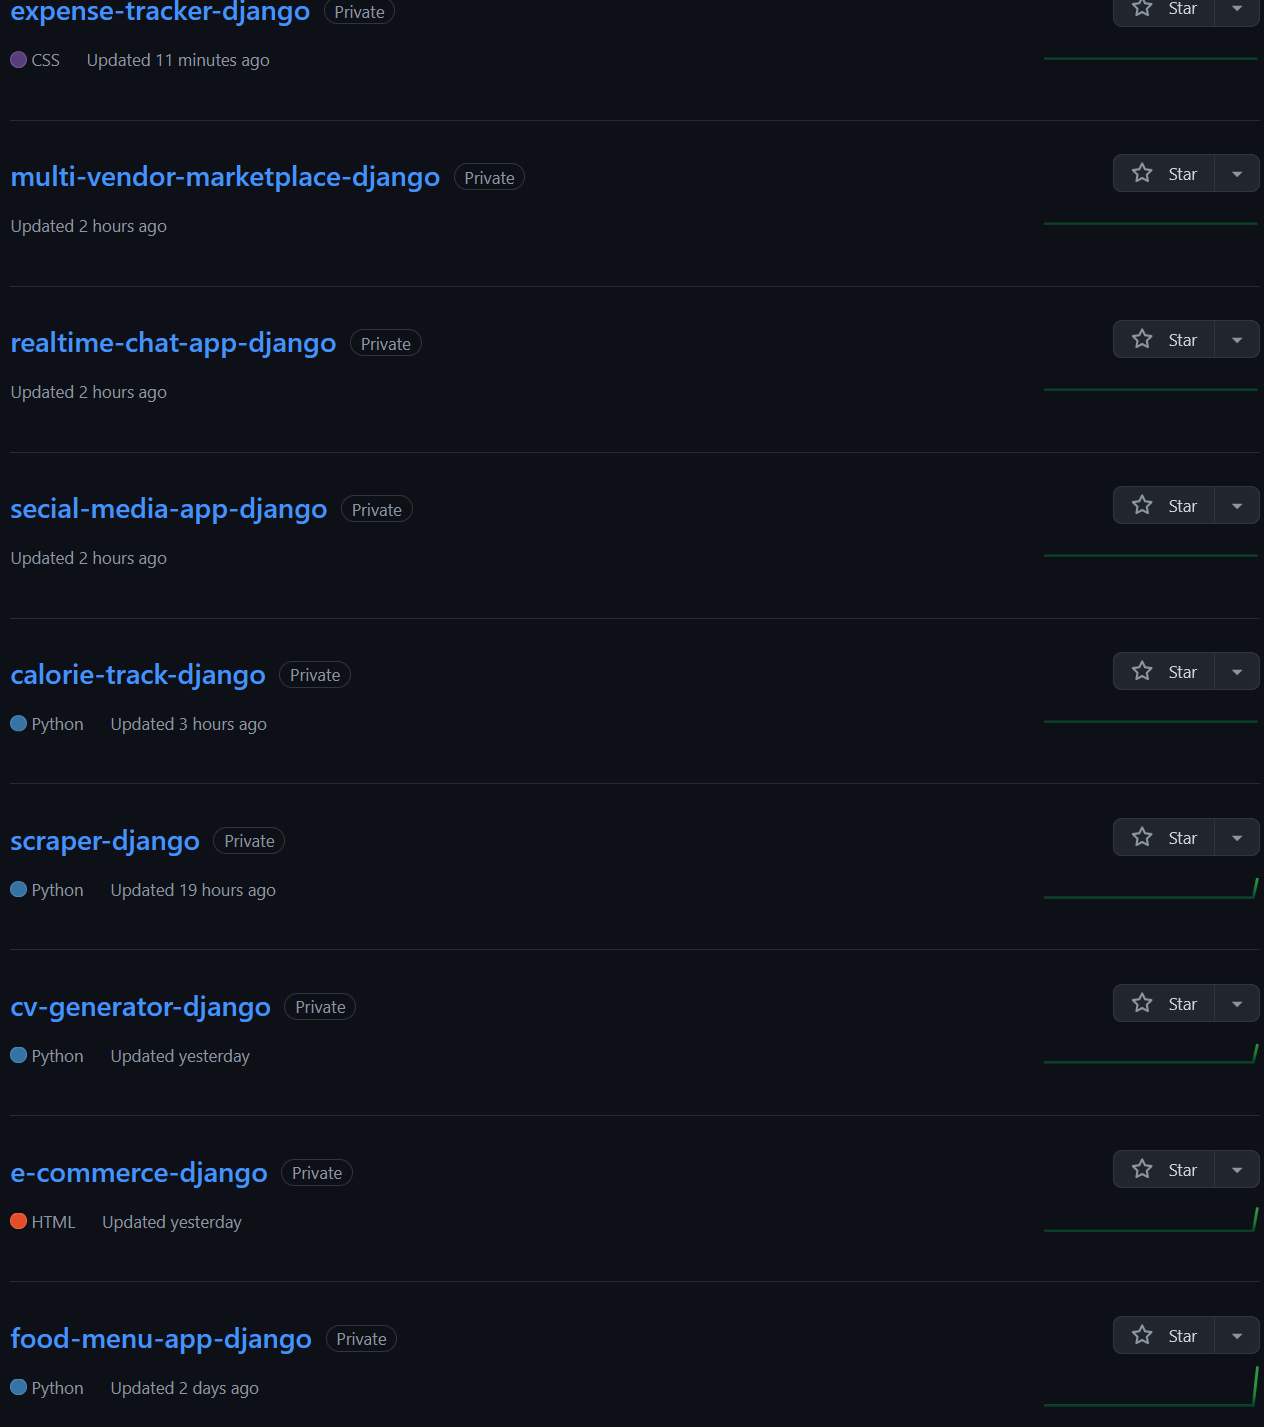 expense-tracker-django Private Star
CSS Updated 11 minutes ago
multi-vendor-marketplace-django Private Star
Updated 2 hours ago
realtime-chat-app-django Private Star
Updated 2 hours ago
secial-media-app-django Private Star
Updated 2 hours ago
calorie-track-django Private Star
Python Updated 3 hours ago
scraper-django Private Star
Python Updated 19 hours ago
cv-generator-django Private Star
Python Updated yesterday
e-commerce-django Private Star
HTML Updated yesterday
food-menu-app-django Private Star
Python Updated 2 days ago